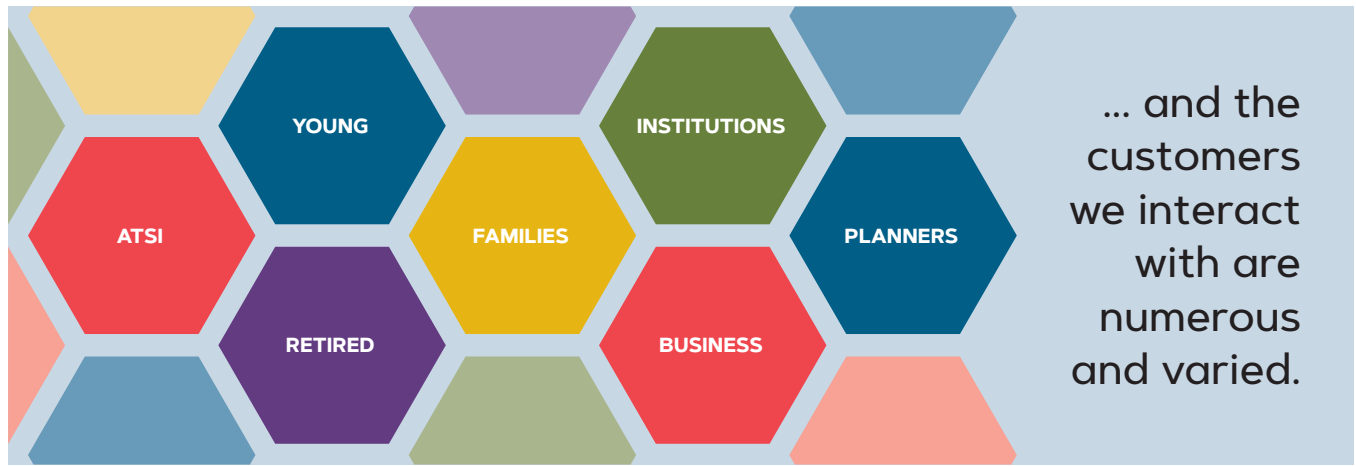 YOUNG
INSTITUTIONS
ATSI
FAMILIES
PLANNERS
RETIRED
BUSINESS
... and the
customers
we interact
with are
numerous
and varied.